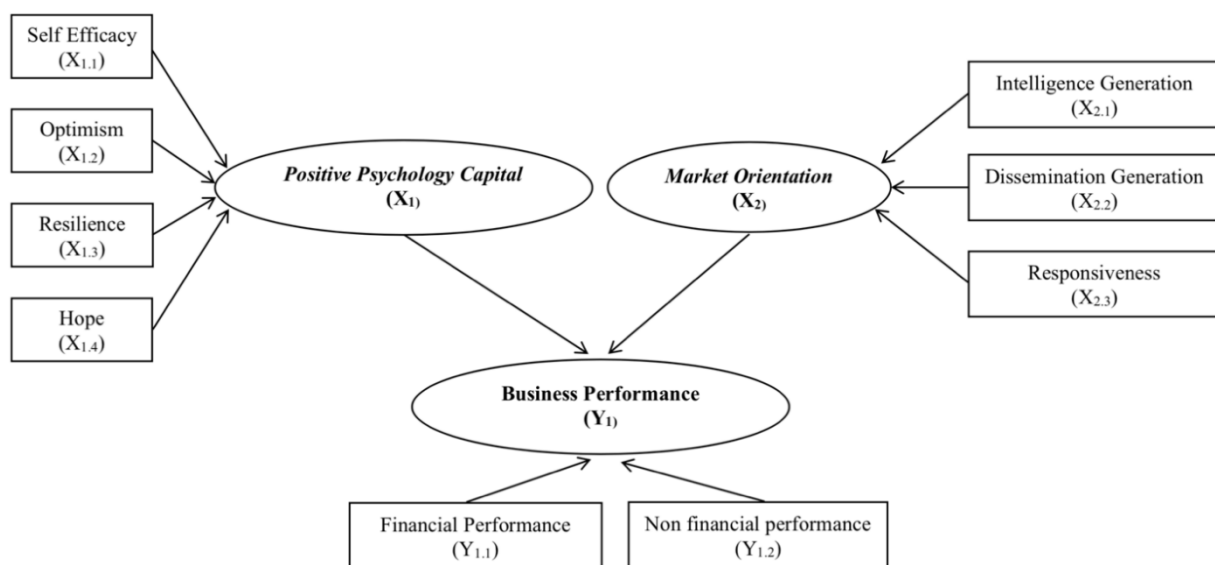 Self Efficacy
(X1.1)
Optimism
(X1.2)
Resilience
(X1.3)
Hope
(X1.4)
Positive Psychology Capital
(X1)
Market Orientation
(X2)
Intelligence Generation
(X2.1)
Dissemination Generation
(X2.2)
Responsiveness
(X2.3)
Business Performance
(Y1)
Financial Performance
(Y1.1)
Non financial performance
(Y1.2)